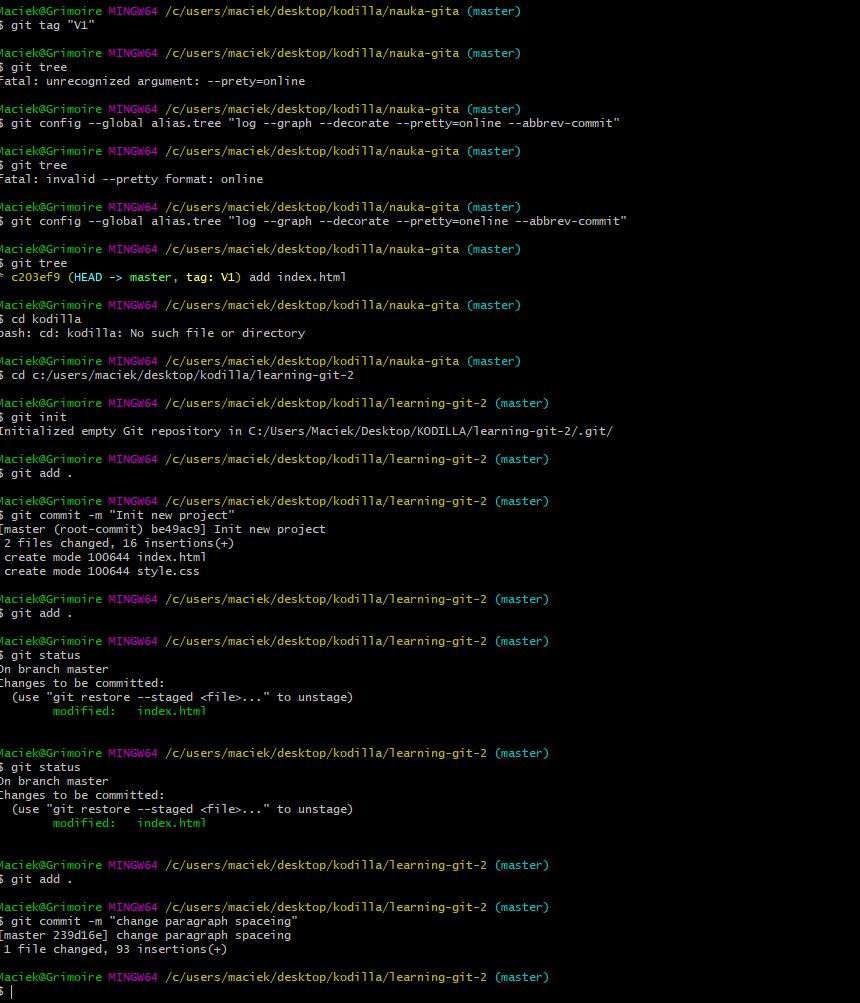 Maciek@Grimoire MINGW64 /c/users/maciek/desktop/kodilla/nauka-gita (master)
$ git tag "V1"
Maciek@Grimoire MINGW64 /c/users/maciek/desktop/kodilla/nauka-gita (master)
$ git tree
fatal: unrecognized argument: --prety=online
Maciek@Grimoire MINGW64 /c/users/maciek/desktop/kodilla/nauka-gita (master)
$ git config --global alias.tree "log --graph --decorate --pretty=online --abbrev-commit"
Maciek@Grimoire MINGW64 /c/users/maciek/desktop/kodilla/nauka-gita (master)
$ git tree
fatal: invalid --pretty format: online
Maciek@Grimoire MINGW64 /c/users/maciek/desktop/kodilla/nauka-gita (master)
$ git config --global alias.tree "log --graph --decorate --pretty=oneline --abbrev-commit"
Maciek@Grimoire MINGW64 /c/users/maciek/desktop/kodilla/nauka-gita (master)
$ git tree
* c203ef9 (HEAD -> master, tag: V1) add index.html
Maciek@Grimoire MINGW64 /c/users/maciek/desktop/kodilla/nauka-gita (master)
$ cd kodilla
bash: cd: kodilla: No such file or directory
Maciek@Grimoire MINGW64 /c/users/maciek/desktop/kodilla/nauka-gita (master)
$ cd c:/users/maciek/desktop/kodilla/learning-git-2
Maciek@Grimoire MINGW64 /c/users/maciek/desktop/kodilla/learning-git-2 (master)
$ git init
Initialized empty Git repository in C:/Users/Maciek/Desktop/KODILLA/learning-git-2/.git/
Maciek@Grimoire MINGW64 /c/users/maciek/desktop/kodilla/learning-git-2 (master)
$ git add .
Maciek@Grimoire MINGW64 /c/users/maciek/desktop/kodilla/learning-git-2 (master)
$ git commit -m "Init new project"
[master (root-commit) be49ac9] Init new project
2 files changed, 16 insertions(+)
create mode 100644 index.html
create mode 100644 style.css
Maciek@Grimoire MINGW64 /c/users/maciek/desktop/kodilla/learning-git-2 (master)
$ git add .
Maciek@Grimoire MINGW64 /c/users/maciek/desktop/kodilla/learning-git-2 (master)
$ git status
On branch master
Changes to be committed:
(use "git restore --staged <file>..." to unstage)
modified:   index.html
Maciek@Grimoire MINGW64 /c/users/maciek/desktop/kodilla/learning-git-2 (master)
$ git status
On branch master
Changes to be committed:
(use "git restore --staged <file>..." to unstage)
modified:   index.html
Maciek@Grimoire MINGW64 /c/users/maciek/desktop/kodilla/learning-git-2 (master)
$ git add .
Maciek@Grimoire MINGW64 /c/users/maciek/desktop/kodilla/learning-git-2 (master)
$ git commit -m "change paragraph spaceing"
[master 239d16e] change paragraph spaceing
1 file changed, 93 insertions(+)
Maciek@Grimoire MINGW64 /c/users/maciek/desktop/kodilla/learning-git-2 (master)
$